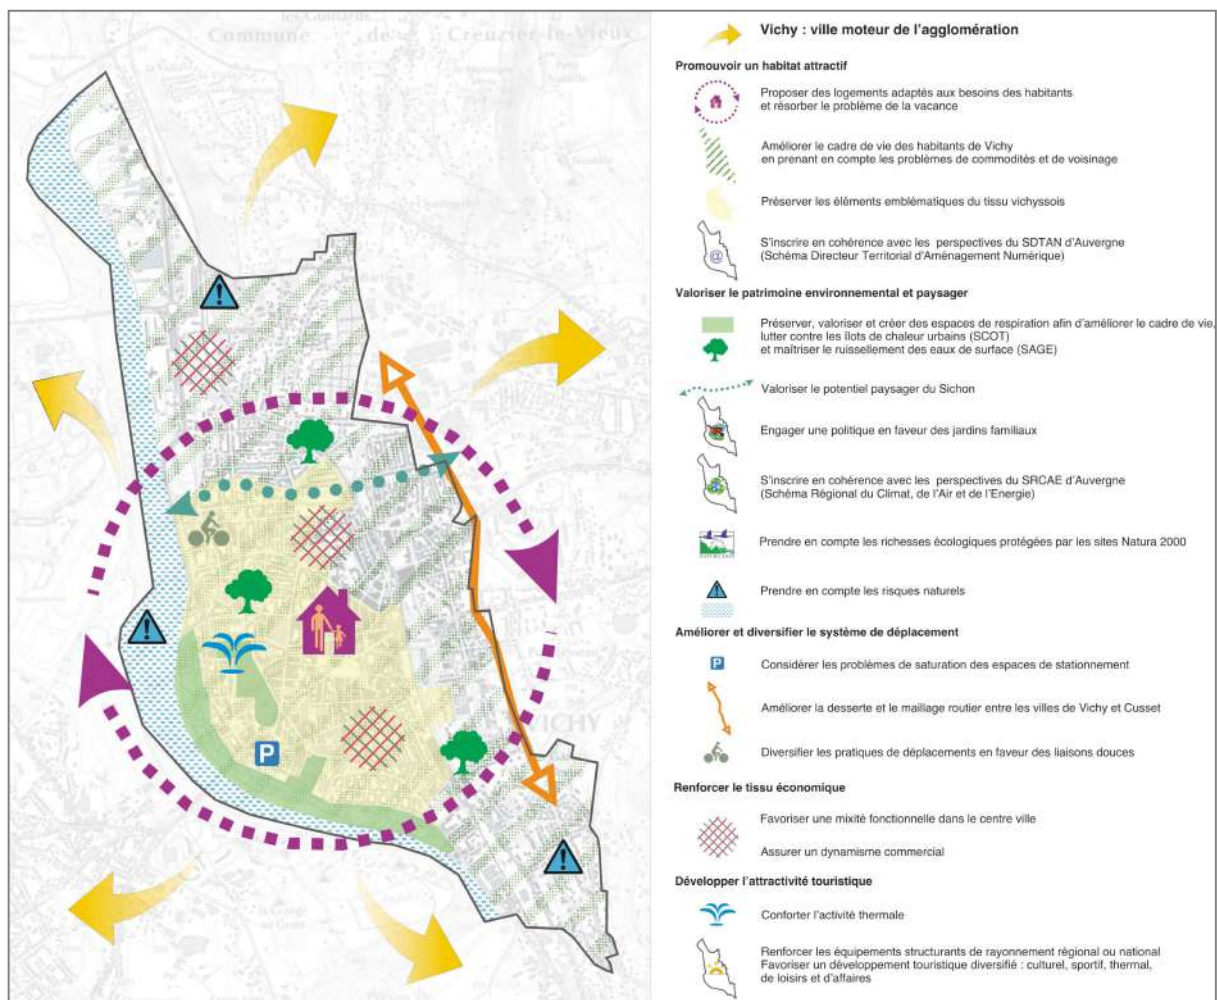 les Guinards
Commune de Creuzier-le-Vieux
VICHY
P
Vichy : ville moteur de l'agglomération
Promouvoir un habitat attractif
Proposer des logements adaptés aux besoins des habitants
et résorber le problème de la vacance
Améliorer le cadre de vie des habitants de Vichy
en prenant en compte les problèmes de commodités et de voisinage
Préserver les éléments emblématiques du tissu vichyssois
@
S'inscrire en cohérence avec les perspectives du SDTAN d'Auvergne
(Schéma Directeur Territorial d'Aménagement Numérique)
Valoriser le patrimoine environnemental et paysager
Préserver, valoriser et créer des espaces de respiration afin d'améliorer le cadre de vie,
lutter contre les îlots de chaleur urbains (SCOT)
et maîtriser le ruissellement des eaux de surface (SAGE)
Valoriser le potentiel paysager du Sichon
Engager une politique en faveur des jardins familiaux
S'inscrire en cohérence avec les perspectives du SRCAE d'Auvergne
(Schéma Régional du Climat, de l'Air et de l'Energie)
Prendre en compte les richesses écologiques protégées par les sites Natura 2000
Prendre en compte les risques naturels
Améliorer et diversifier le système de déplacement
P
Considérer les problèmes de saturation des espaces de stationnement
Améliorer la desserte et le maillage routier entre les villes de Vichy et Cusset
Diversifier les pratiques de déplacements en faveur des liaisons douces
Renforcer le tissu économique
Favoriser une mixité fonctionnelle dans le centre ville
Assurer un dynamisme commercial
Développer l'attractivité touristique
Conforter l'activité thermale
Renforcer les équipements structurants de rayonnement régional ou national
Favoriser un développement touristique diversifié : culturel, sportif, thermal,
de loisirs et d'affaires